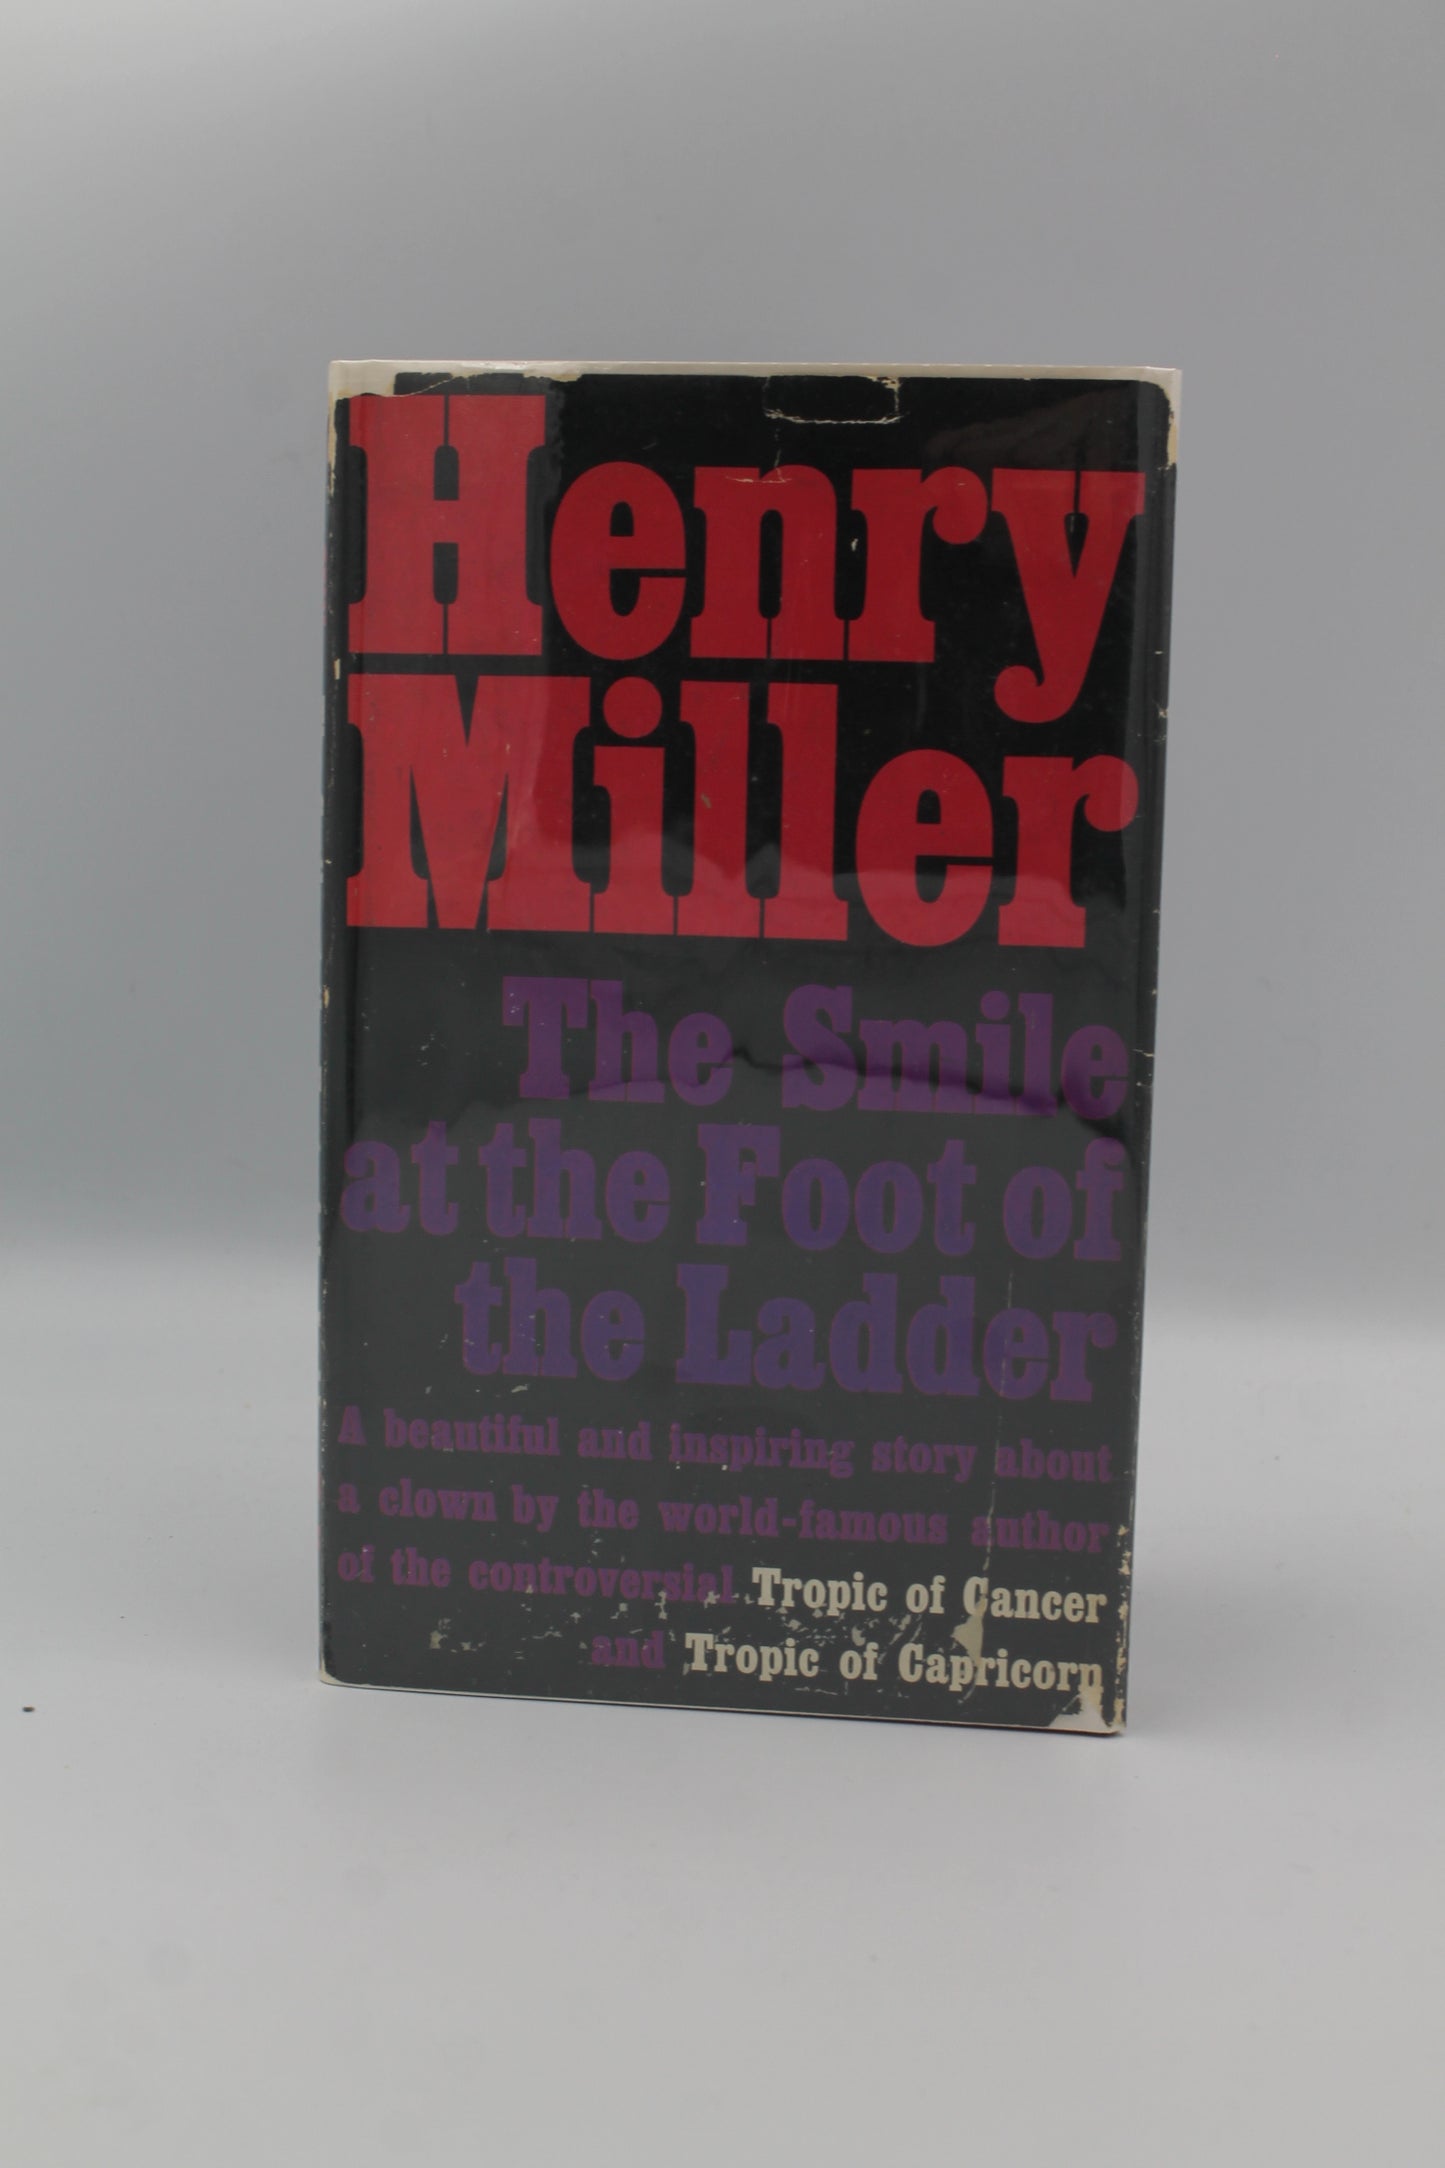 Henry
Miller
The Smile
at the Foot of
the Ladder
A beautiful and inspiring story about
a clown by the world-famous author
of the controversial Tropic of Cancer
and Tropic of Capricorn